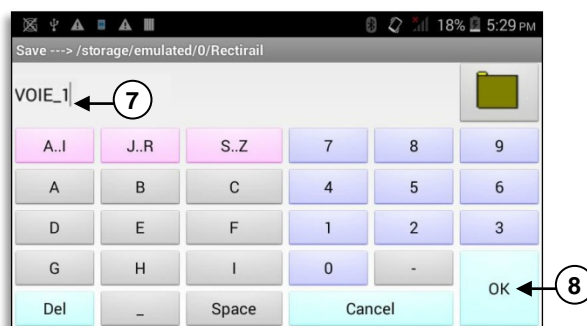 18% 5:29 PM
Save ---> /storage/emulated/0/Rectirail
VOIE_1
7
A..I J..R S..Z 7 8 9
A B C 4 5 6
D E F 1 2 3
G H I 0 - OK
8
Del _ Space Cancel